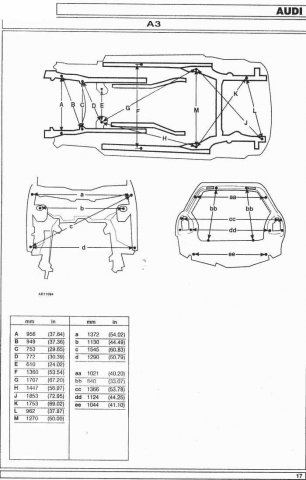 AUDI
A3
A B C D E F G H M K L J
a b c d
aa bb bb cc dd ee
mm in mm in
A 956 (37.64) a 1372 (54.02)
B 949 (37.36) b 1130 (44.49)
C 753 (29.65) c 1545 (60.83)
D 772 (30.39) d 1290 (50.79)
E 610 (24.02)
F 1360 (53.54) aa 1021 (40.20)
G 1707 (67.20) bb 840 (33.07)
H 1447 (56.97) cc 1366 (53.78)
J 1853 (72.95) dd 1124 (44.25)
K 1753 (69.02) ee 1044 (41.10)
L 962 (37.87)
M 1270 (50.00)
17